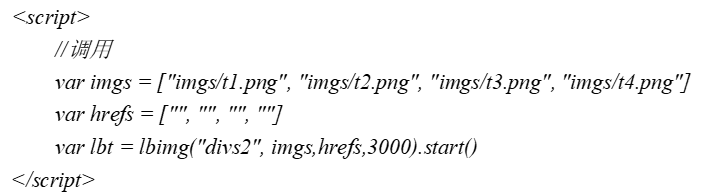 <script>
//调用
var imgs = ["imgs/t1.png", "imgs/t2.png", "imgs/t3.png", "imgs/t4.png"]
var hrefs = ["", "", "", ""]
var lbt = lbimg("divs2", imgs,hrefs,3000).start()
</script>